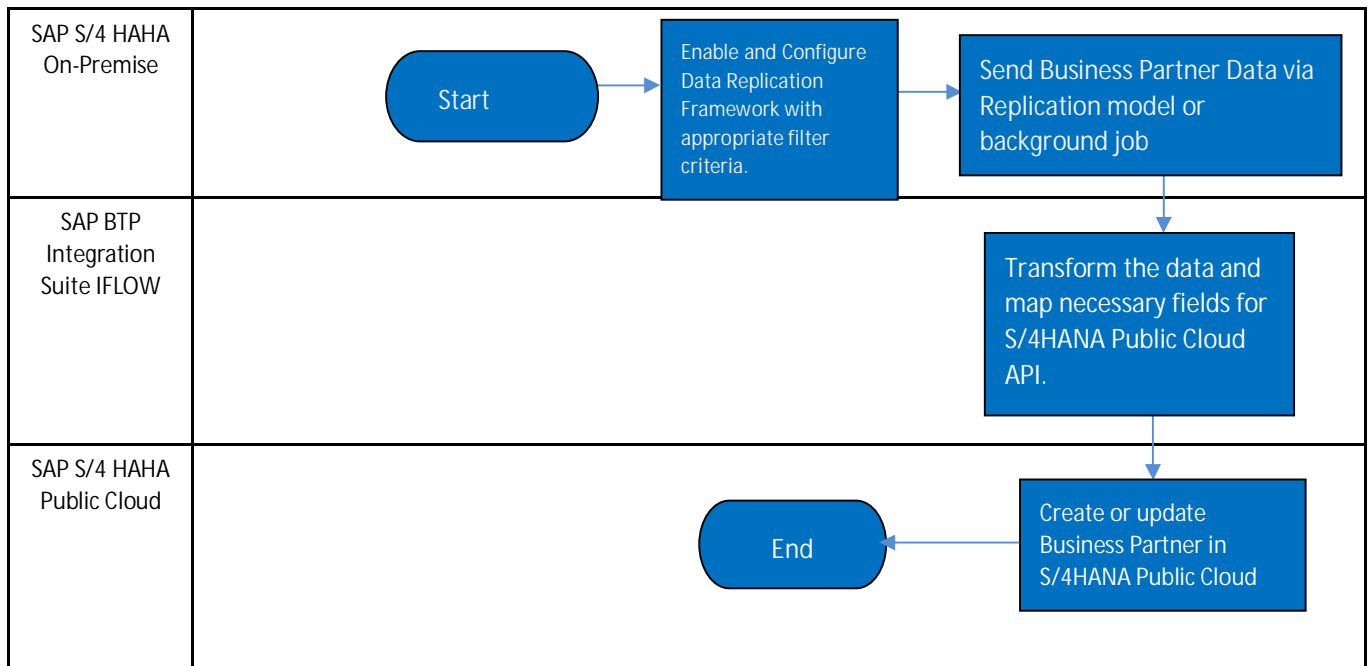 SAP S/4 HAHA
On-Premise
Start
Enable and Configure
Data Replication
Framework with
appropriate filter
criteria.
Send Business Partner Data via
Replication model or
background job
SAP BTP
Integration
Suite IFLOW
Transform the data and
map necessary fields for
S/4HANA Public Cloud
API.
SAP S/4 HAHA
Public Cloud
End
Create or update
Business Partner in
S/4HANA Public Cloud